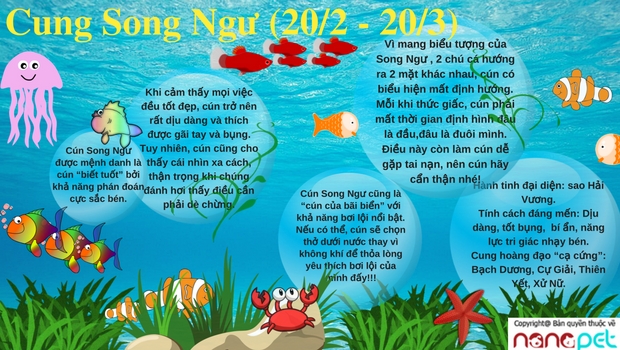 Cung Song Ngư (20/2 - 20/3)
Khi cảm thấy mọi việc
đều tốt đẹp, cún trở nên
rất dịu dàng và thích
được gãi tay và bụng.
Tuy nhiên, cún cũng cho
thấy cái nhìn xa cách,
thận trọng khi chúng
đánh hơi thấy điều cần
phải dè chừng.
Cún Song Ngư
được mệnh danh là
cún “biết tuốt” bởi
khả năng phán đoán
cực sắc bén.
Vì mang biểu tượng của
Song Ngư , 2 chú cá hướng
ra 2 mặt khác nhau, cún có
biểu hiện mất định hướng.
Mỗi khi thức giấc, cún phải
mất thời gian định hình đâu
là đầu,đâu là đuôi mình.
Điều này còn làm cún dễ
gặp tai nạn, nên cún hãy
cẩn thận nhé!
Cún Song Ngư cũng là
“cún của bãi biển” với
khả năng bơi lội nổi bật.
Nếu có thể, cún sẽ chọn
thở dưới nước thay vì
không khí để thỏa lòng
yêu thích bơi lội của
mình đấy!!!
Hành tinh đại diện: sao Hải
Vương.
Tính cách đáng mến: Dịu
dàng, tốt bụng, bí ẩn, năng
lực tri giác nhạy bén.
Cung hoàng đạo “cạ cứng”:
Bạch Dương, Cự Giải, Thiên
Yết, Xử Nữ.
Copyright@ Bản quyền thuộc về
nanapet